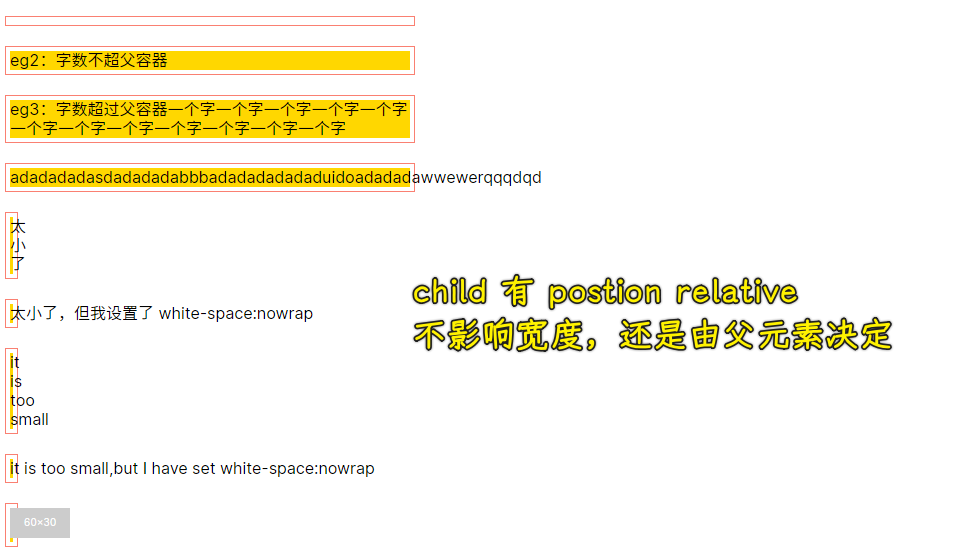 eg2：字数不超父容器
eg3：字数超过父容器一个字一个字一个字一个字一个字
一个字一个字一个字一个字一个字一个字一个字
adadadadasdadadadabbbadadadadadaduidoadadadawwewerqqqdqd
太
小
了
太小了，但我设置了 white-space:nowrap
child 有 postion relative
不影响宽度，还是由父元素决定
it
is
too
small
it is too small,but I have set white-space:nowrap
60×30